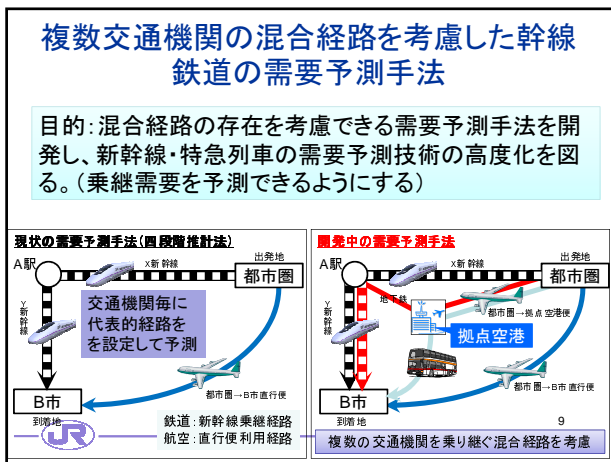 複数交通機関の混合経路を考慮した幹線
鉄道の需要予測手法
目的：混合経路の存在を考慮できる需要予測手法を開
発し、新幹線・特急列車の需要予測技術の高度化を図
る。（乗継需要を予測できるようにする）
現状の需要予測手法（四段階推計法）
A駅
X新幹線
出発地
都市圏
Y新幹線
交通機関毎に
代表的経路を
を設定して予測
都市圏→B市直行便
B市
到着地
鉄道：新幹線乗継経路
航空：直行便利用経路
JR
開発中の需要予測手法
A駅
X新幹線
出発地
都市圏
地下鉄
都市圏→拠点空港便
Y新幹線
拠点空港
都市圏→B市直行便
B市
到着地
9
複数の交通機関を乗り継ぐ混合経路を考慮